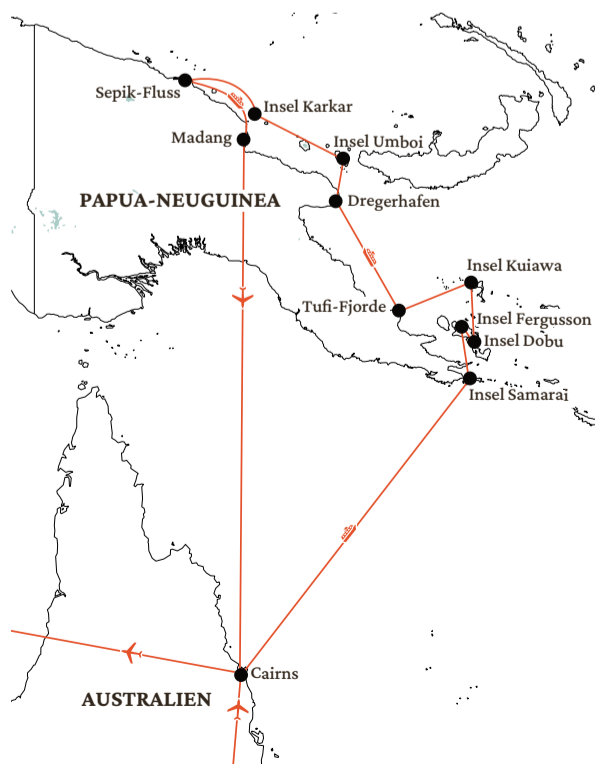 Sepik-Fluss
Insel Karkar
Madang
Insel Umboi
PAPUA-NEUGUINEA
Dregerhafen
Insel Kuiawa
Tufi-Fjorde
Insel Fergusson
Insel Dobu
Insel Samarai
Cairns
AUSTRALIEN